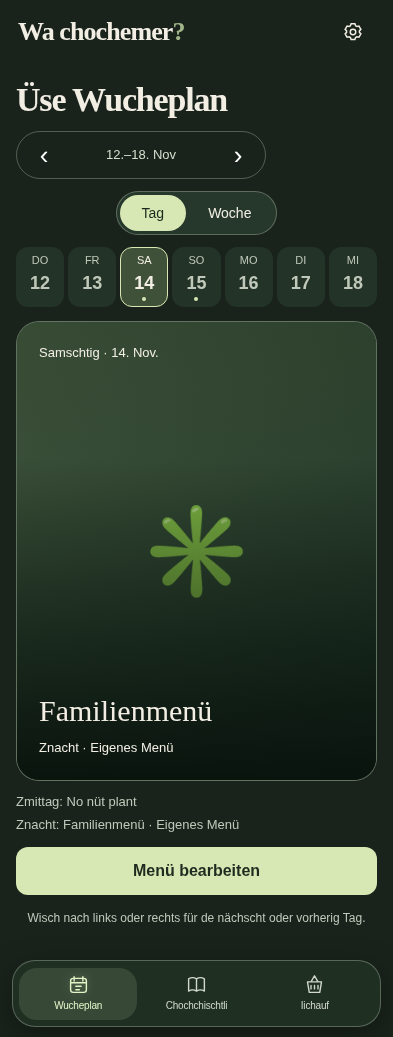 Wa chochemer?
Üse Wucheplan
‹ 12.–18. Nov ›
Tag Woche
DO FR SA SO MO DI MI
12 13 14 15 16 17 18
Samschtig · 14. Nov.
Familienmenü
Znacht · Eigenes Menü
Zmittag: No nüt plant
Znacht: Familienmenü · Eigenes Menü
Menü bearbeiten
Wisch nach links oder rechts für de nächscht oder vorherig Tag.
Wucheplan Chochchischtli Iichauf